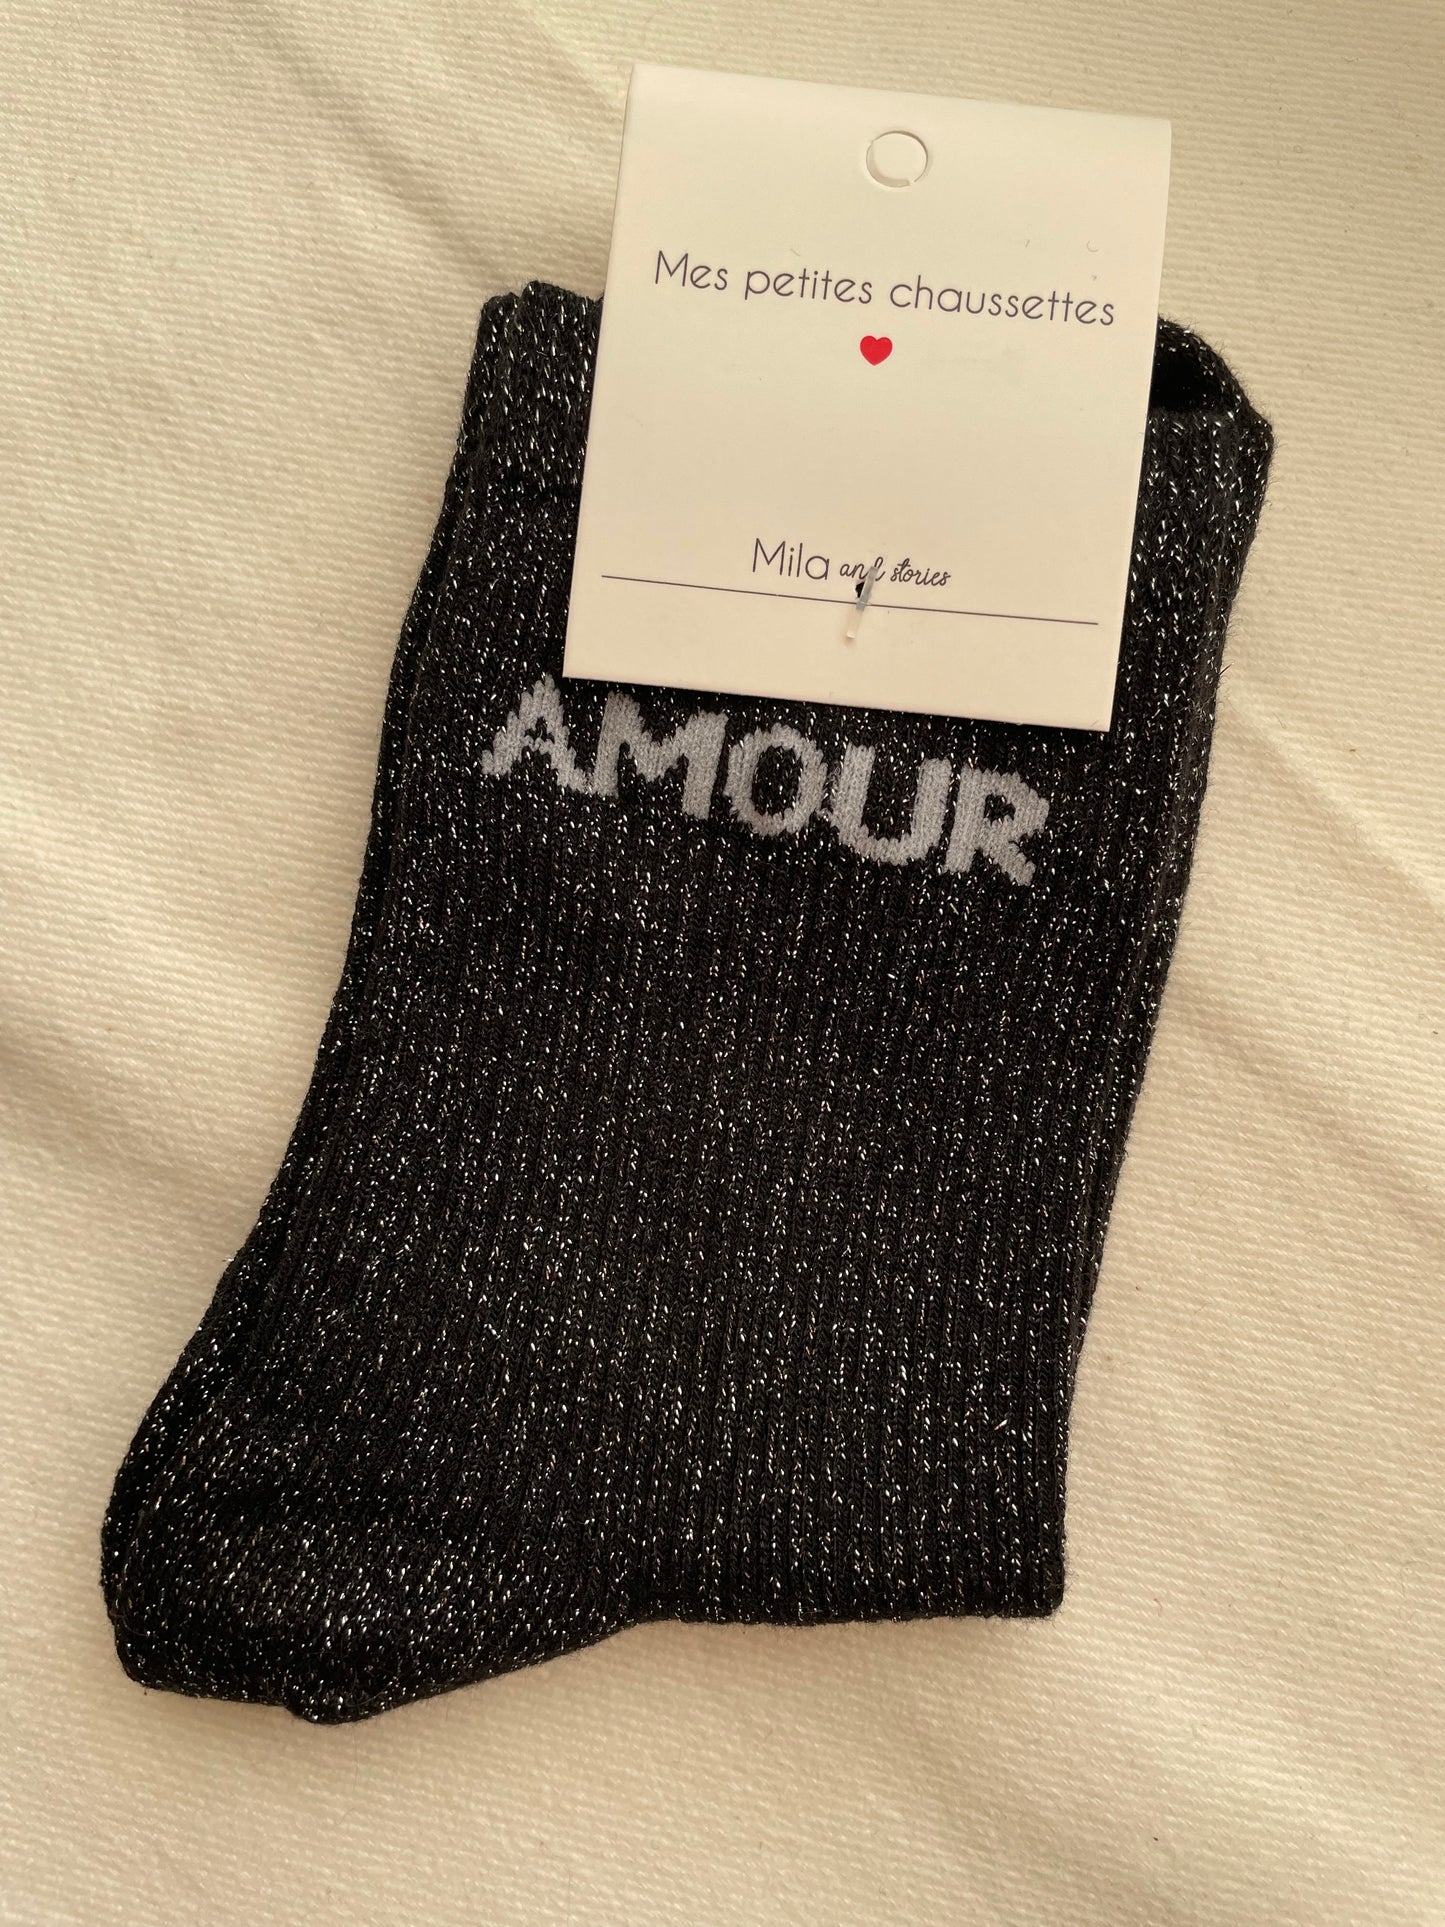 Mes petites chaussettes
Mila and stories
AMOUR